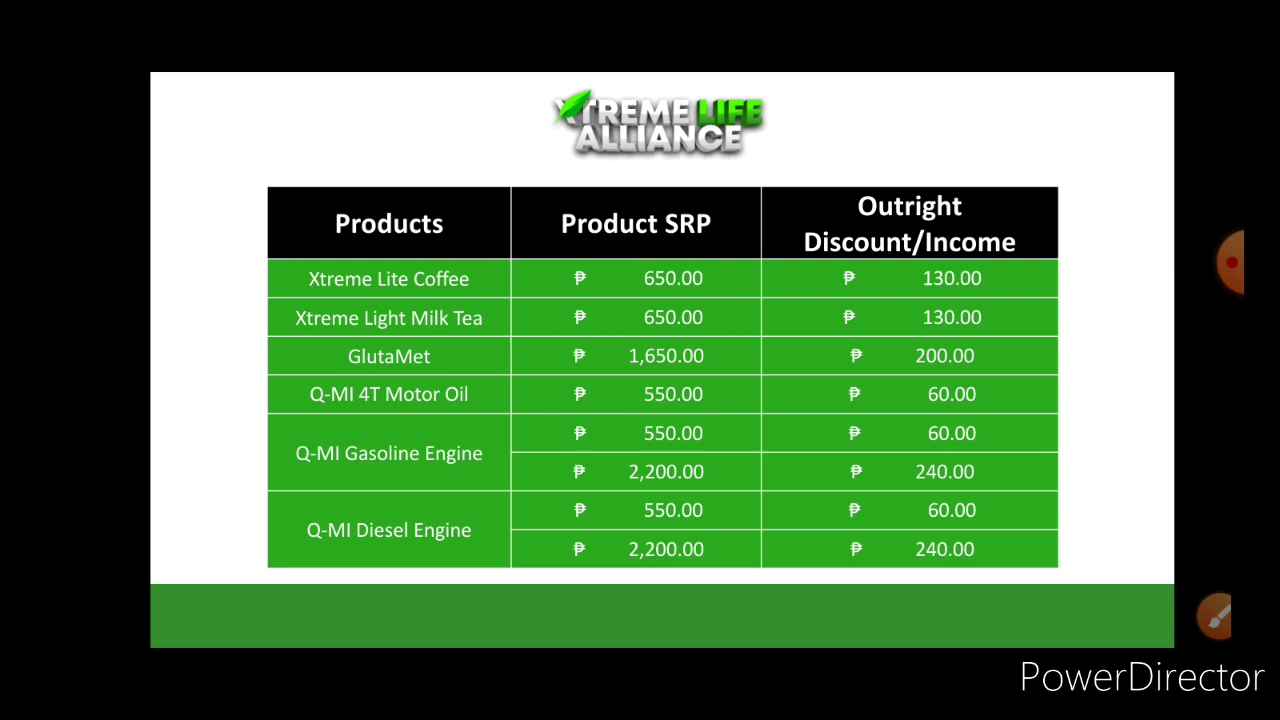 XTREME LIFE
ALLIANCE
Products Product SRP Outright Discount/Income
Xtreme Lite Coffee ₱ 650.00 ₱ 130.00
Xtreme Light Milk Tea ₱ 650.00 ₱ 130.00
GlutaMet ₱ 1,650.00 ₱ 200.00
Q-MI 4T Motor Oil ₱ 550.00 ₱ 60.00
Q-MI Gasoline Engine ₱ 550.00 ₱ 60.00
₱ 2,200.00 ₱ 240.00
Q-MI Diesel Engine ₱ 550.00 ₱ 60.00
₱ 2,200.00 ₱ 240.00
PowerDirector